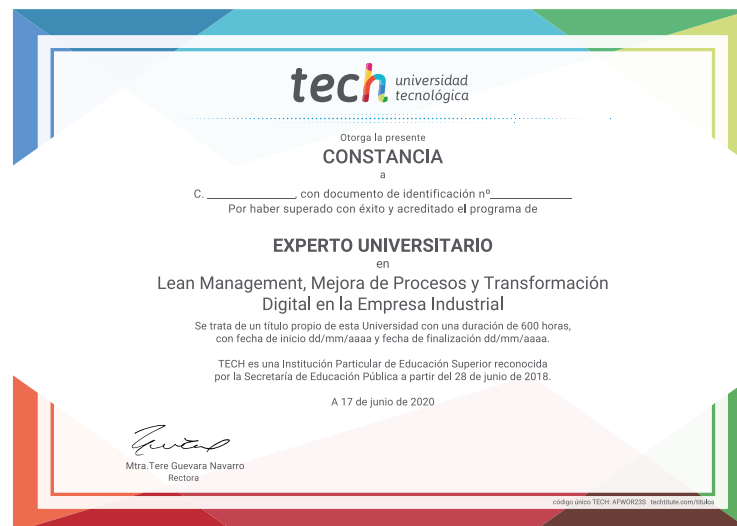 tech universidad
tecnológica
Otorga la presente
CONSTANCIA
a
C. ________________, con documento de identificación nº______________
Por haber superado con éxito y acreditado el programa de
EXPERTO UNIVERSITARIO
en
Lean Management, Mejora de Procesos y Transformación
Digital en la Empresa Industrial
Se trata de un título propio de esta Universidad con una duración de 600 horas,
con fecha de inicio dd/mm/aaaa y fecha de finalización dd/mm/aaaa.
TECH es una Institución Particular de Educación Superior reconocida
por la Secretaría de Educación Pública a partir del 28 de junio de 2018.
A 17 de junio de 2020
Mtra.Tere Guevara Navarro
Rectora
código único TECH: AFWOR23S techtitute.com/titulos